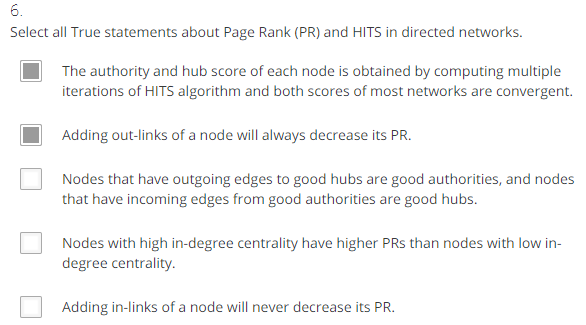 6.
Select all True statements about Page Rank (PR) and HITS in directed networks.
The authority and hub score of each node is obtained by computing multiple
iterations of HITS algorithm and both scores of most networks are convergent.
Adding out-links of a node will always decrease its PR.
Nodes that have outgoing edges to good hubs are good authorities, and nodes
that have incoming edges from good authorities are good hubs.
Nodes with high in-degree centrality have higher PRs than nodes with low in-
degree centrality.
Adding in-links of a node will never decrease its PR.